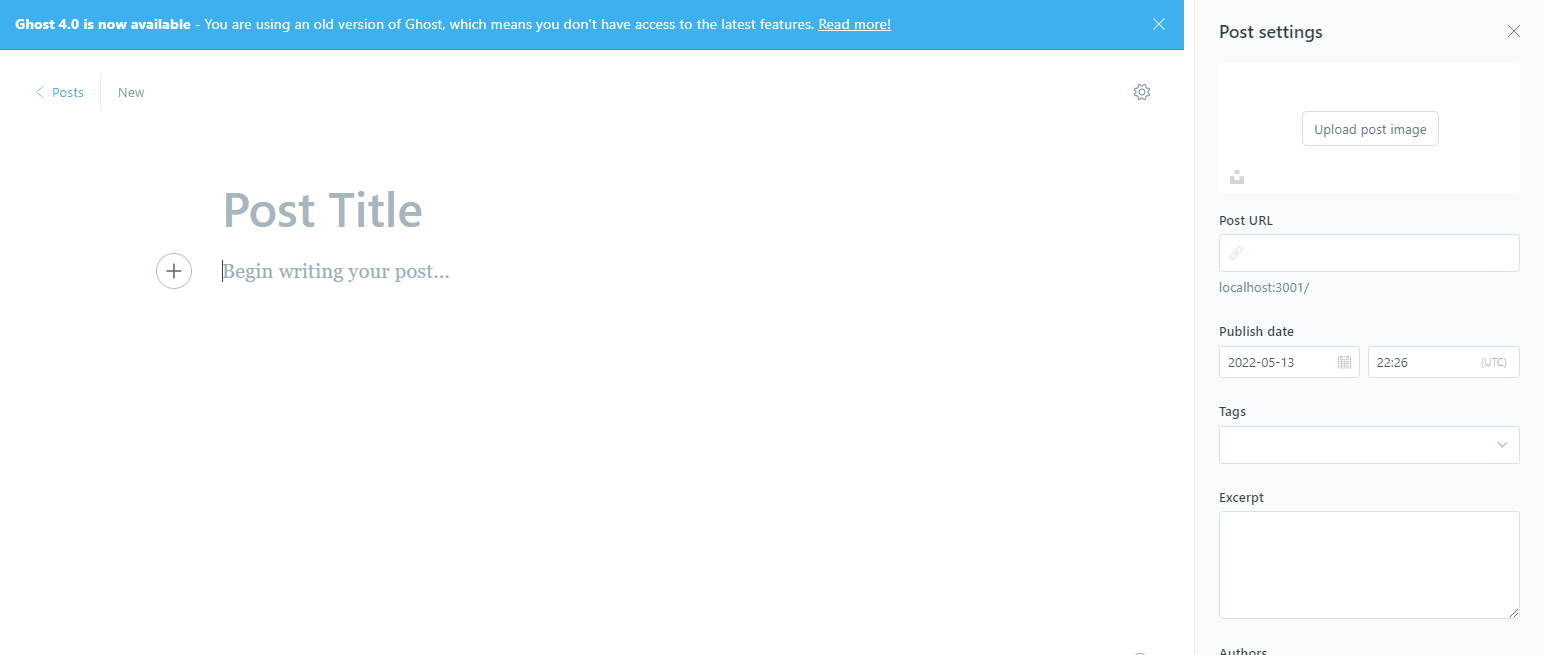 Ghost 4.0 is now available - You are using an old version of Ghost, which means you don't have access to the latest features. Read more!
Posts
New
Post Title
Begin writing your post...
Post settings
Upload post image
Post URL
localhost:3001/
Publish date
2022-05-13
22:26
(UTC)
Tags
Excerpt
Authors